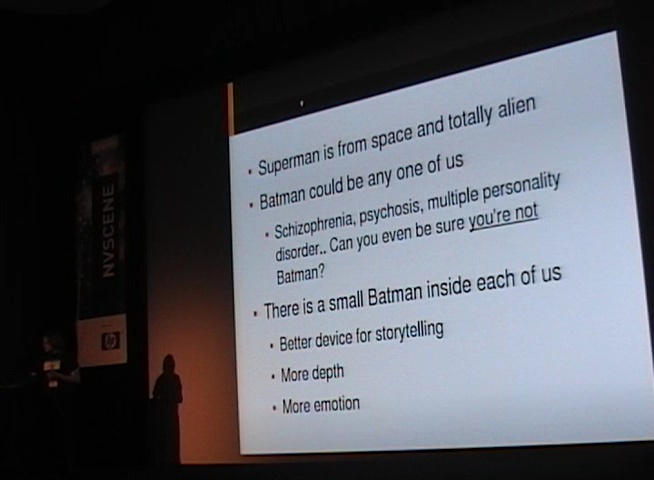 Superman is from space and totally alien
Batman could be any one of us
Schizophrenia, psychosis, multiple personality
disorder.. Can you even be sure you're not
Batman?
There is a small Batman inside each of us
Better device for storytelling
More depth
More emotion
NVSCENE
hp